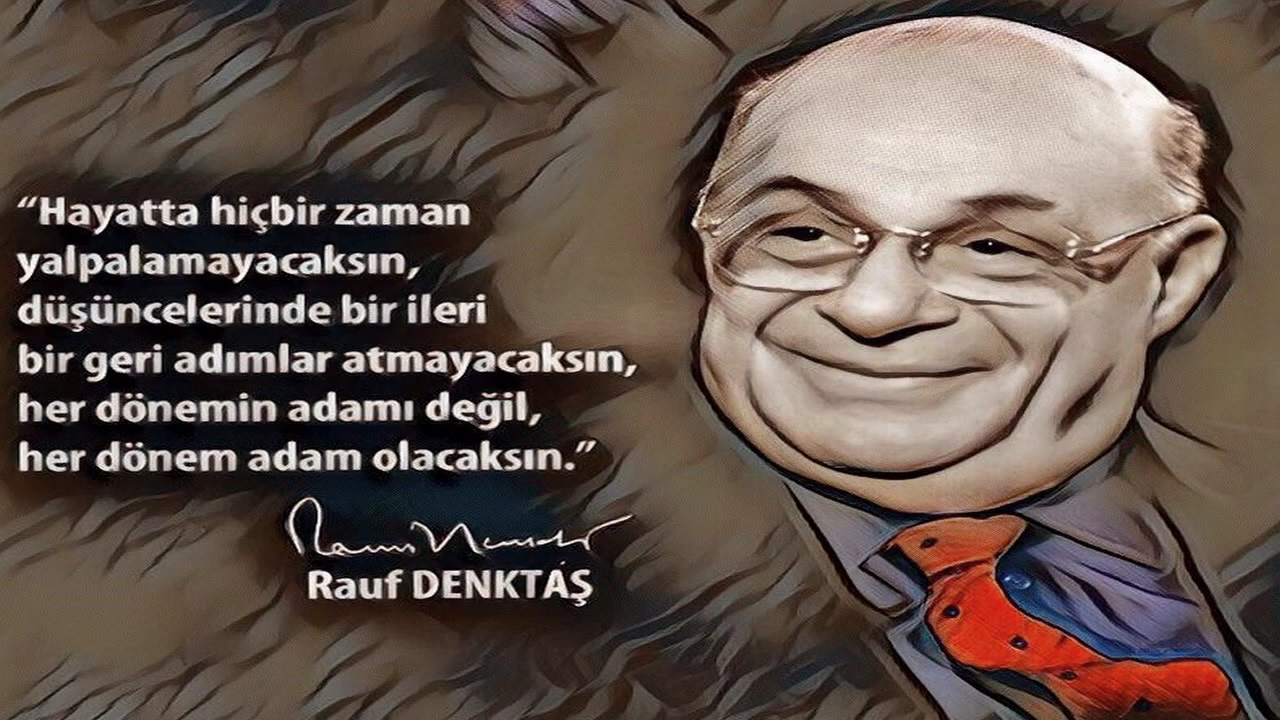 “Hayatta hiçbir zaman
yalpalamayacaksın,
düşüncelerinde bir ileri
bir geri adımlar atmayacaksın,
her dönemin adamı değil,
her dönem adam olacaksın.”
Rauf DENKTAŞ